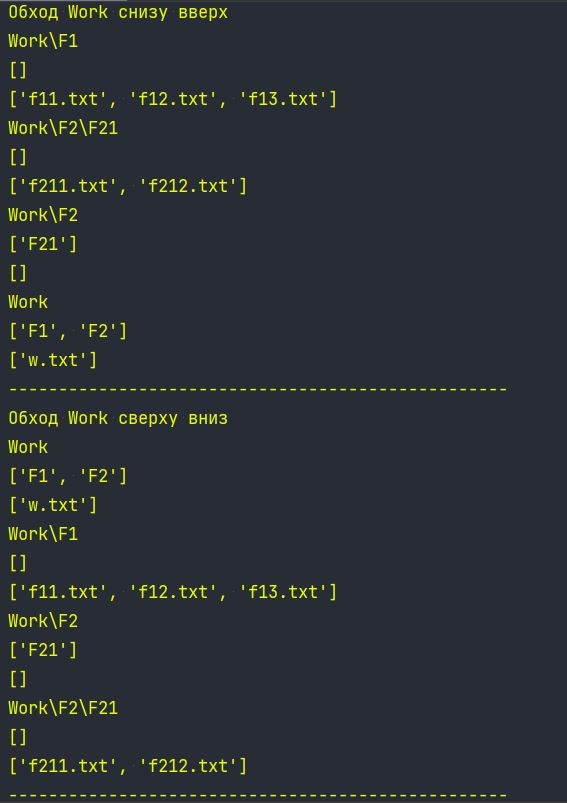 Обход Work снизу вверх
Work\F1
[]
['f11.txt', 'f12.txt', 'f13.txt']
Work\F2\F21
[]
['f211.txt', 'f212.txt']
Work\F2
['F21']
[]
Work
['F1', 'F2']
['w.txt']
--------------------------------------------------
Обход Work сверху вниз
Work
['F1', 'F2']
['w.txt']
Work\F1
[]
['f11.txt', 'f12.txt', 'f13.txt']
Work\F2
['F21']
[]
Work\F2\F21
[]
['f211.txt', 'f212.txt']
--------------------------------------------------